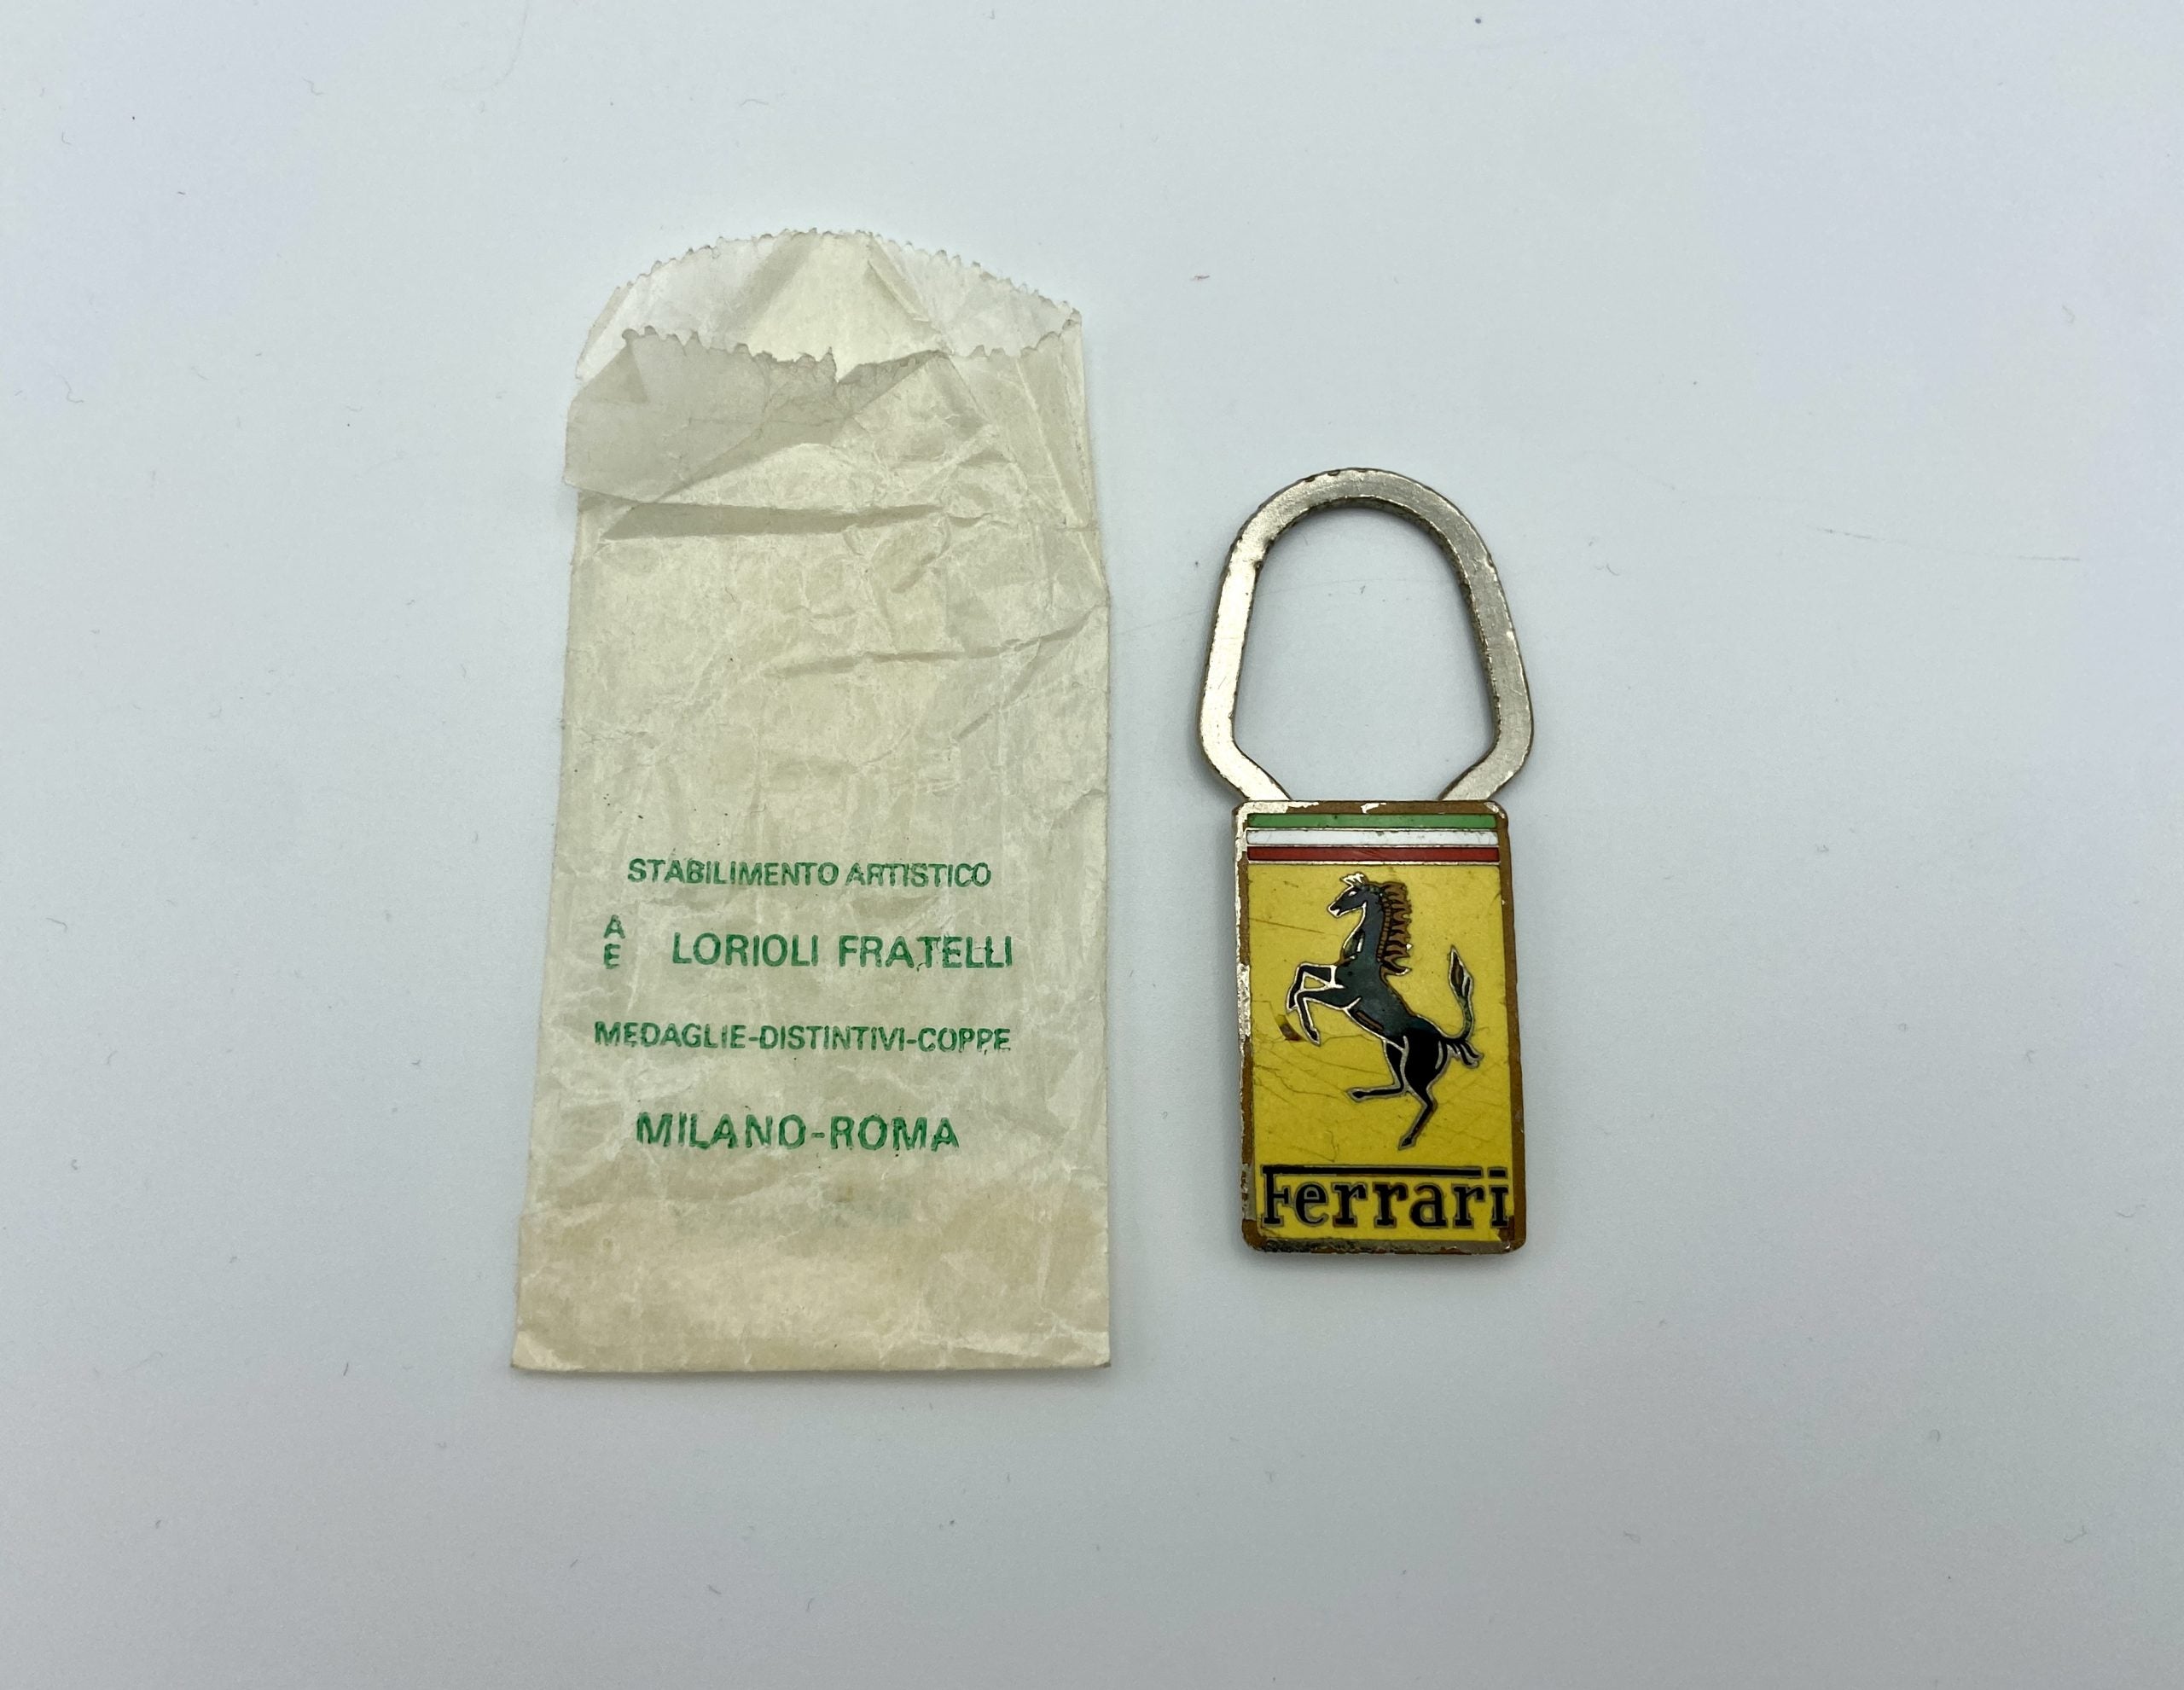 STABILIMENTO ARTISTICO
A
E
LORIOLI FRATELLI
MEDAGLIE-DISTINTIVI-COPPE
MILANO-ROMA
Ferrari